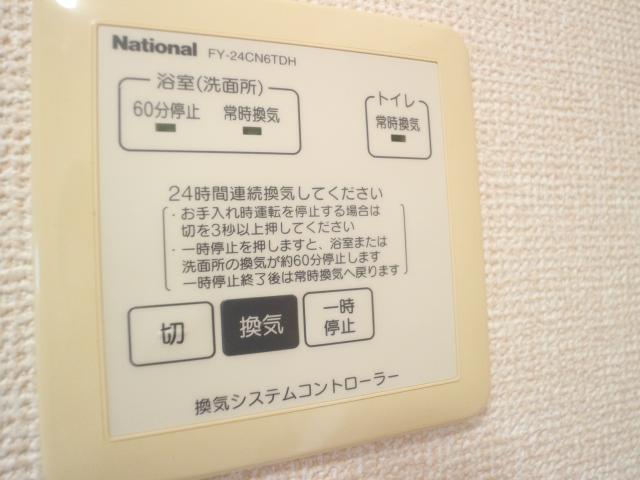 National FY-24CN6TDH
浴室(洗面所)
60分停止 常時換気
トイレ
常時換気
24時間連続換気してください
・お手入れ時運転を停止する場合は
切を3秒以上押してください
・一時停止を押しますと、浴室または
洗面所の換気が約60分停止します
一時停止終了後は常時換気へ戻ります
切 換気 一時
停止
換気システムコントローラー